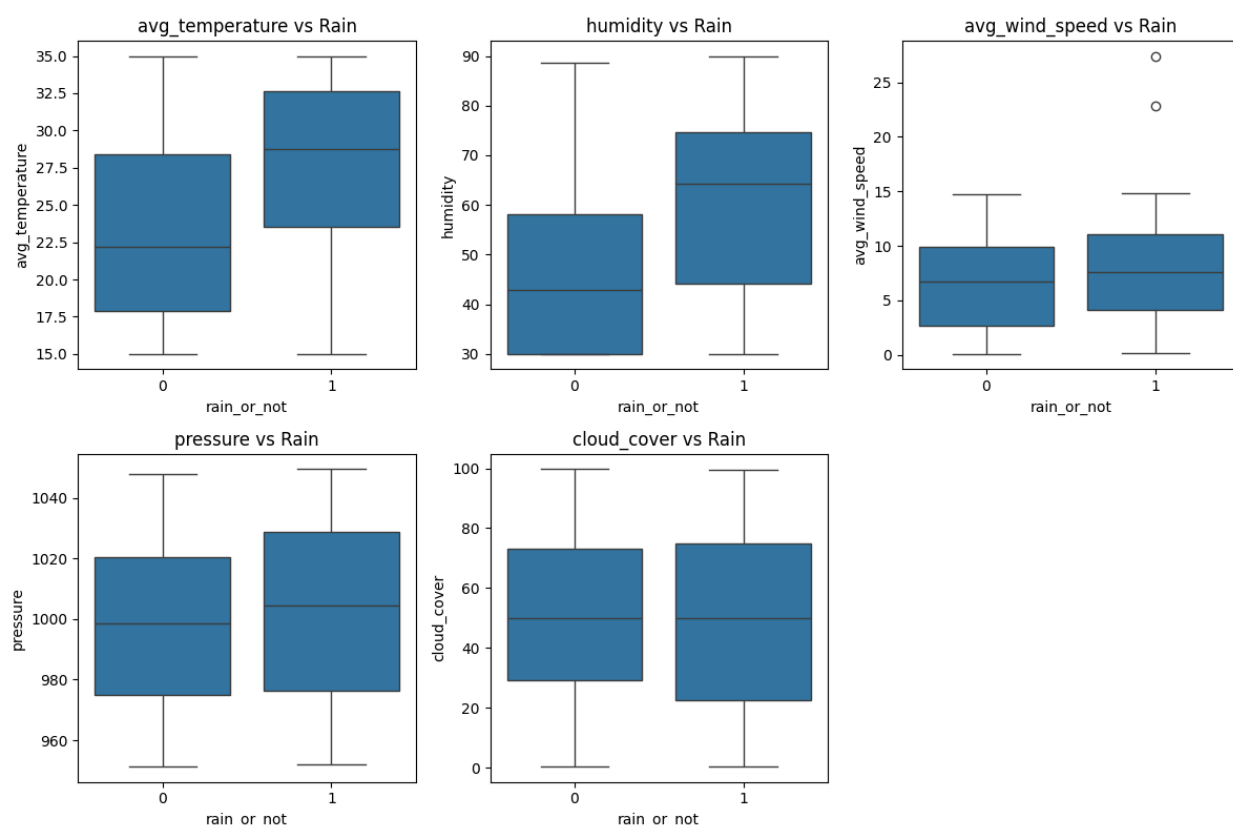 avg_temperature vs Rain
35.0
32.5
30.0
27.5
25.0
22.5
20.0
17.5
15.0
avg_temperature
0 1
rain_or_not
humidity vs Rain
90
80
70
60
50
40
30
humidity
0 1
rain_or_not
avg_wind_speed vs Rain
25
20
15
10
5
0
avg_wind_speed
0 1
rain_or_not
pressure vs Rain
1040
1020
1000
980
960
pressure
0 1
rain_or_not
cloud_cover vs Rain
100
80
60
40
20
0
cloud_cover
0 1
rain_or_not